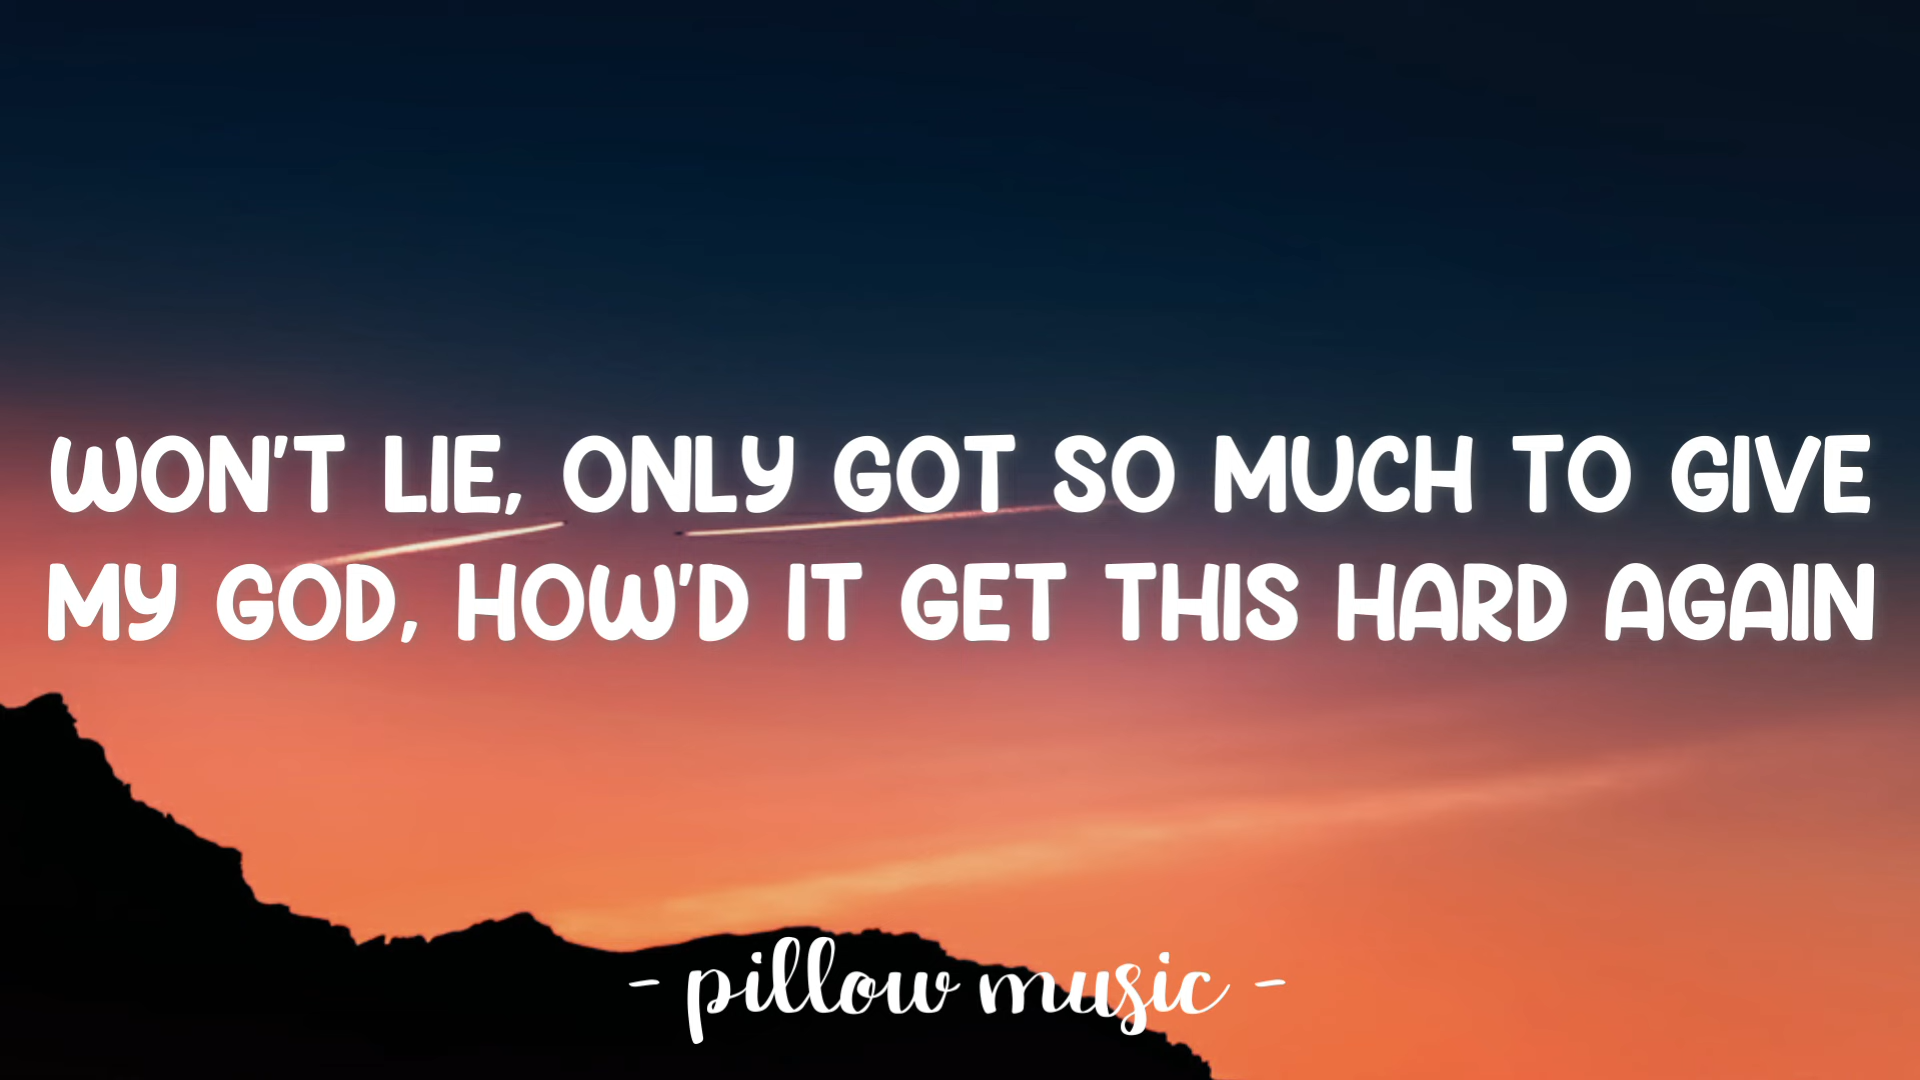 WON'T LIE, ONLY GOT SO MUCH TO GIVE
MY GOD, HOW'D IT GET THIS HARD AGAIN
- pillow music -